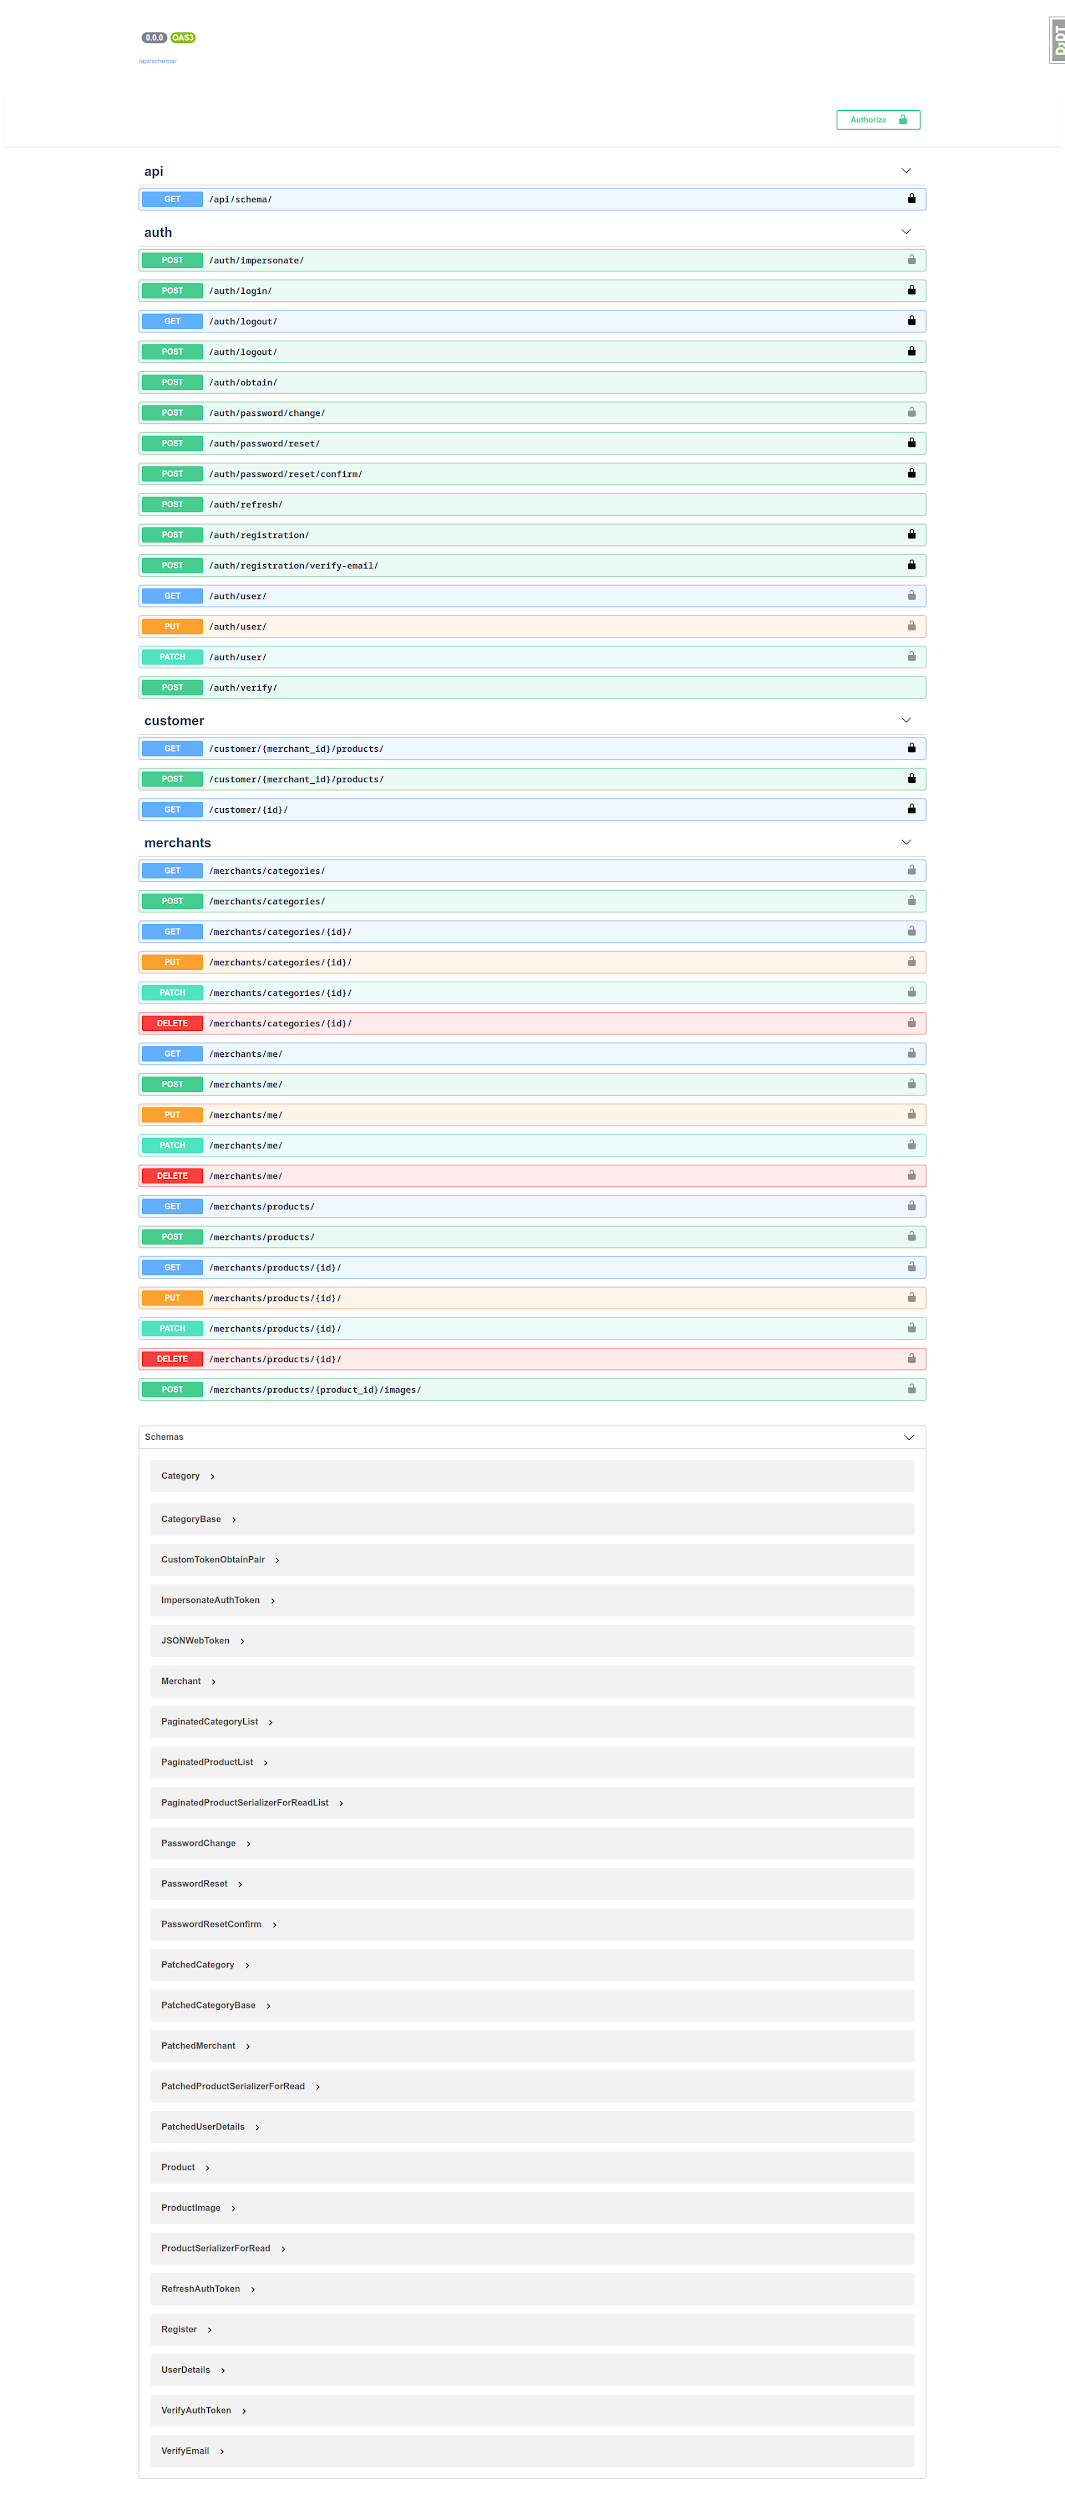 0.0.0 OAS3
/api/schema/
DjDT
Authorize
api
GET /api/schema/
auth
POST /auth/impersonate/
POST /auth/login/
GET /auth/logout/
POST /auth/logout/
POST /auth/obtain/
POST /auth/password/change/
POST /auth/password/reset/
POST /auth/password/reset/confirm/
POST /auth/refresh/
POST /auth/registration/
POST /auth/registration/verify-email/
GET /auth/user/
PUT /auth/user/
PATCH /auth/user/
POST /auth/verify/
customer
GET /customer/{merchant_id}/products/
POST /customer/{merchant_id}/products/
GET /customer/{id}/
merchants
GET /merchants/categories/
POST /merchants/categories/
GET /merchants/categories/{id}/
PUT /merchants/categories/{id}/
PATCH /merchants/categories/{id}/
DELETE /merchants/categories/{id}/
GET /merchants/me/
POST /merchants/me/
PUT /merchants/me/
PATCH /merchants/me/
DELETE /merchants/me/
GET /merchants/products/
POST /merchants/products/
GET /merchants/products/{id}/
PUT /merchants/products/{id}/
PATCH /merchants/products/{id}/
DELETE /merchants/products/{id}/
POST /merchants/products/{product_id}/images/
Schemas
Category
CategoryBase
CustomTokenObtainPair
ImpersonateAuthToken
JSONWebToken
Merchant
PaginatedCategoryList
PaginatedProductList
PaginatedProductSerializerForReadList
PasswordChange
PasswordReset
PasswordResetConfirm
PatchedCategory
PatchedCategoryBase
PatchedMerchant
PatchedProductSerializerForRead
PatchedUserDetails
Product
ProductImage
ProductSerializerForRead
RefreshAuthToken
Register
UserDetails
VerifyAuthToken
VerifyEmail